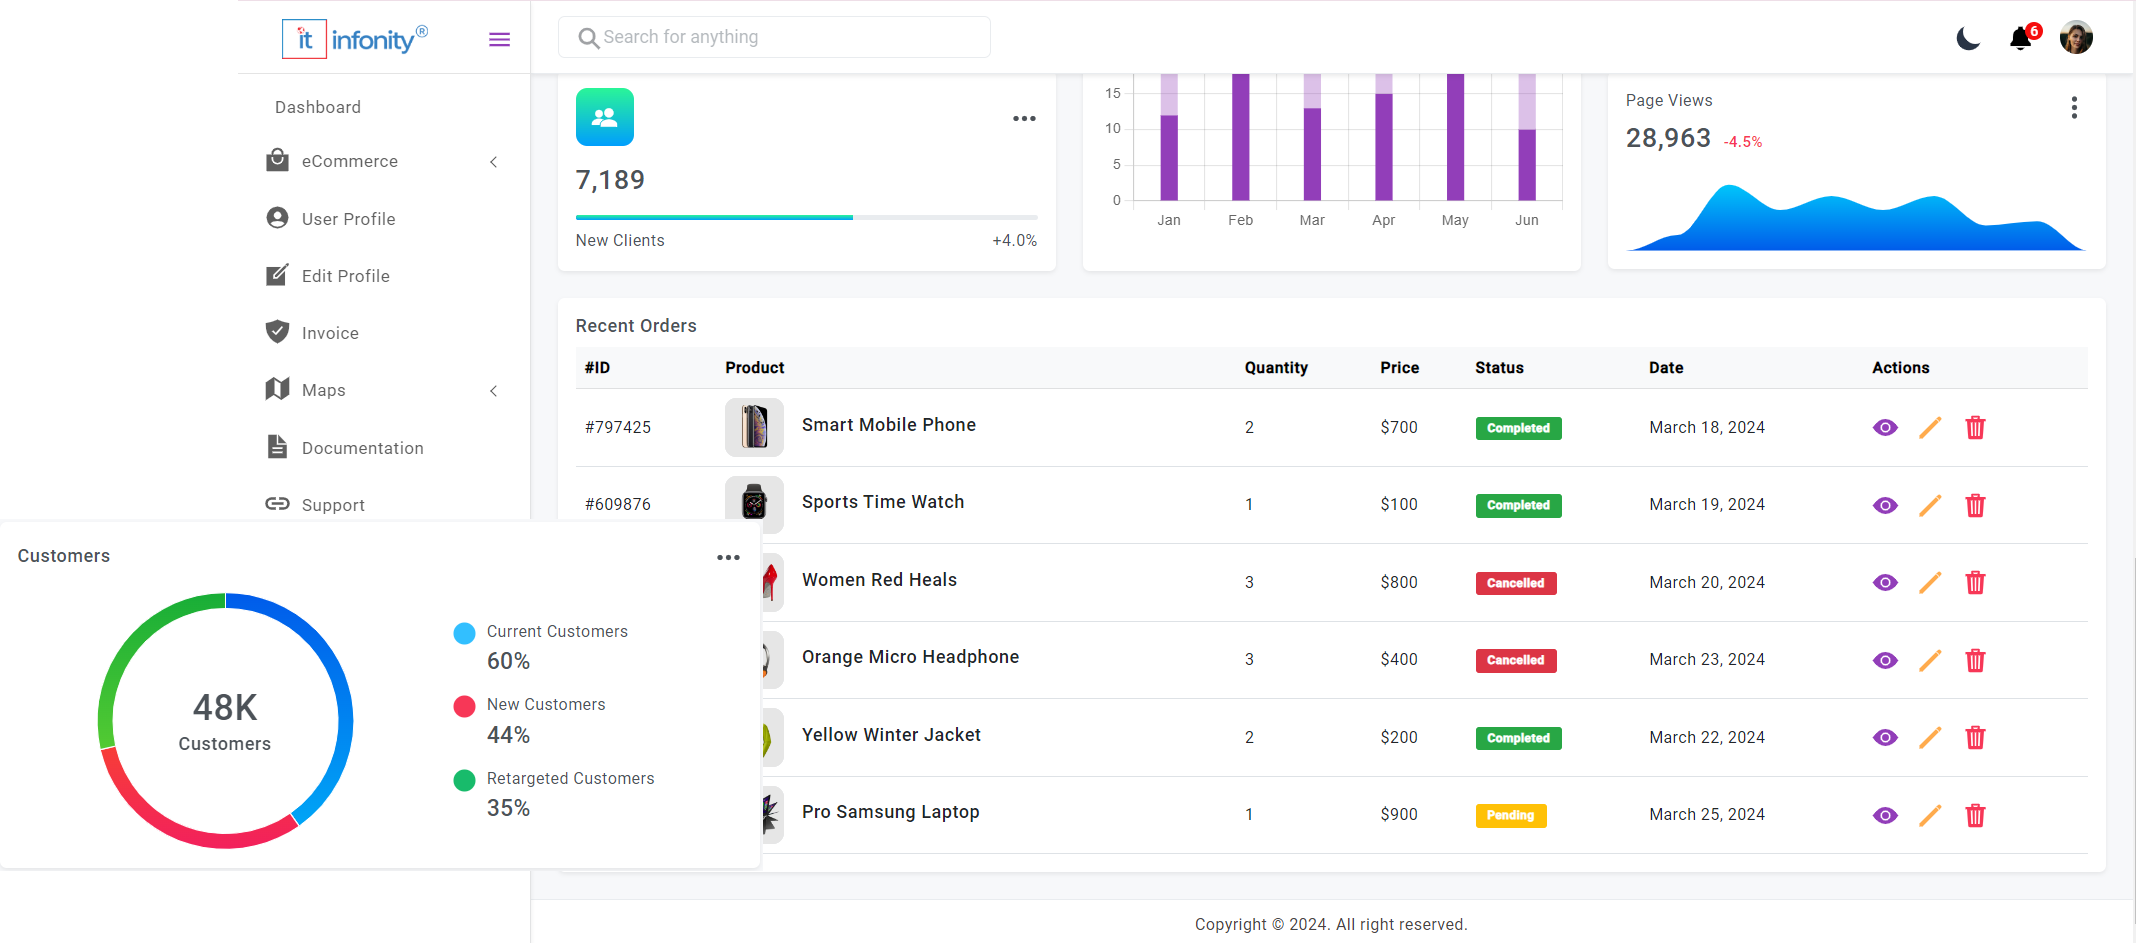 it infonity®
Search for anything
6
Dashboard
eCommerce
User Profile
Edit Profile
Invoice
Maps
Documentation
Support
7,189
New Clients +4.0%
15
10
5
0
Jan Feb Mar Apr May Jun
Page Views
28,963 -4.5%
Recent Orders
#ID Product Quantity Price Status Date Actions
#797425 Smart Mobile Phone 2 $700 Completed March 18, 2024
#609876 Sports Time Watch 1 $100 Completed March 19, 2024
Women Red Heals 3 $800 Cancelled March 20, 2024
Orange Micro Headphone 3 $400 Cancelled March 23, 2024
Yellow Winter Jacket 2 $200 Completed March 22, 2024
Pro Samsung Laptop 1 $900 Pending March 25, 2024
Customers
48K
Customers
Current Customers
60%
New Customers
44%
Retargeted Customers
35%
Copyright © 2024. All right reserved.